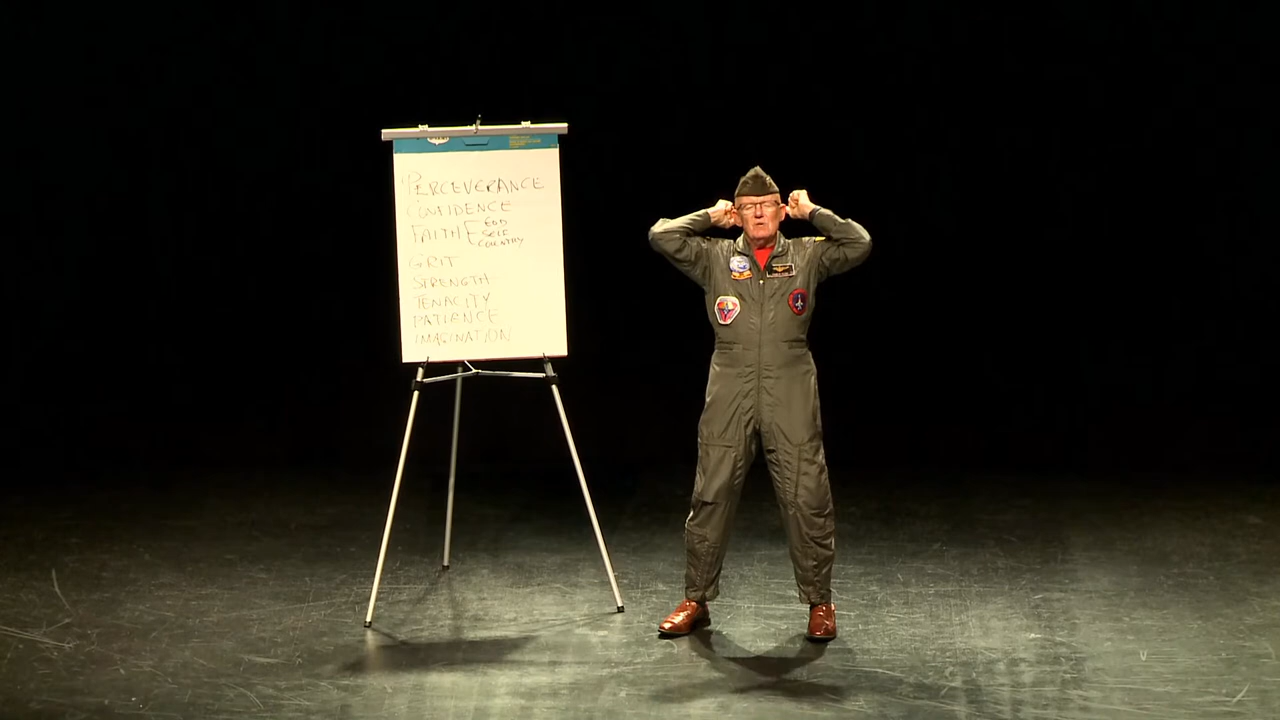 PERCEVERANCE
CONFIDENCE
FAITH GOD
SELF
COUNTRY
GRIT
STRENGTH
TENACITY
PATIENCE
IMAGINATION